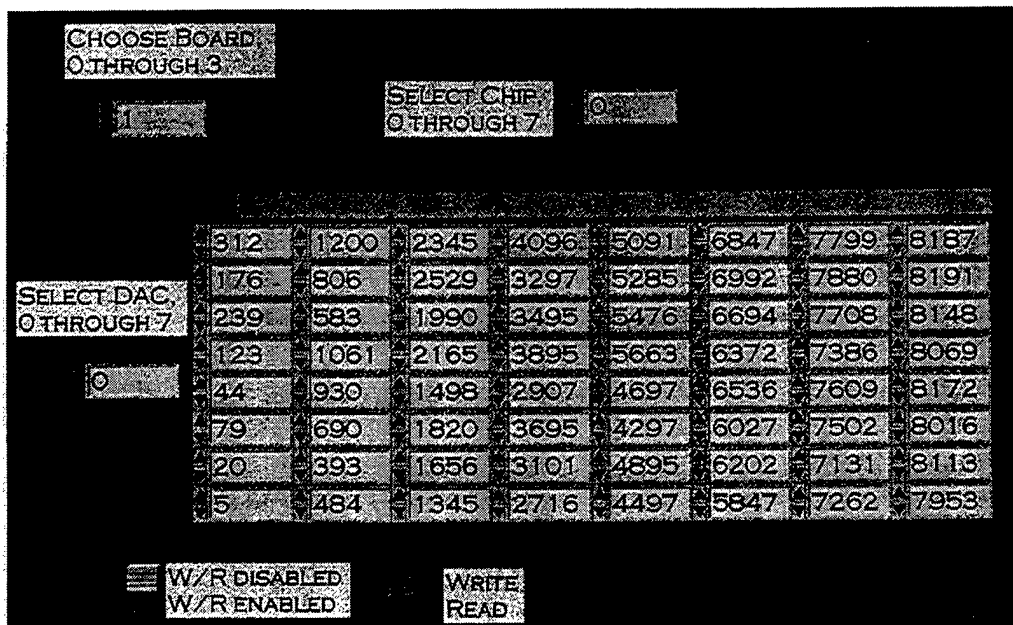 CHOOSE BOARD,
0 THROUGH 3
1
SELECT CHIP,
0 THROUGH 7
0
312 1200 2345 4096 5091 6847 7799 8187
176 806 2529 3297 5285 6992 7880 8191
SELECT DAC,
0 THROUGH 7
239 583 1990 3495 5476 6694 7708 8148
123 1061 2165 3895 5663 6372 7386 8069
0
44 930 1498 2907 4697 6536 7609 8172
79 690 1820 3695 4297 6027 7502 8016
20 393 1656 3101 4895 6202 7131 8113
5 484 1345 2716 4497 5847 7262 7953
W/R DISABLED
W/R ENABLED
WRITE
READ